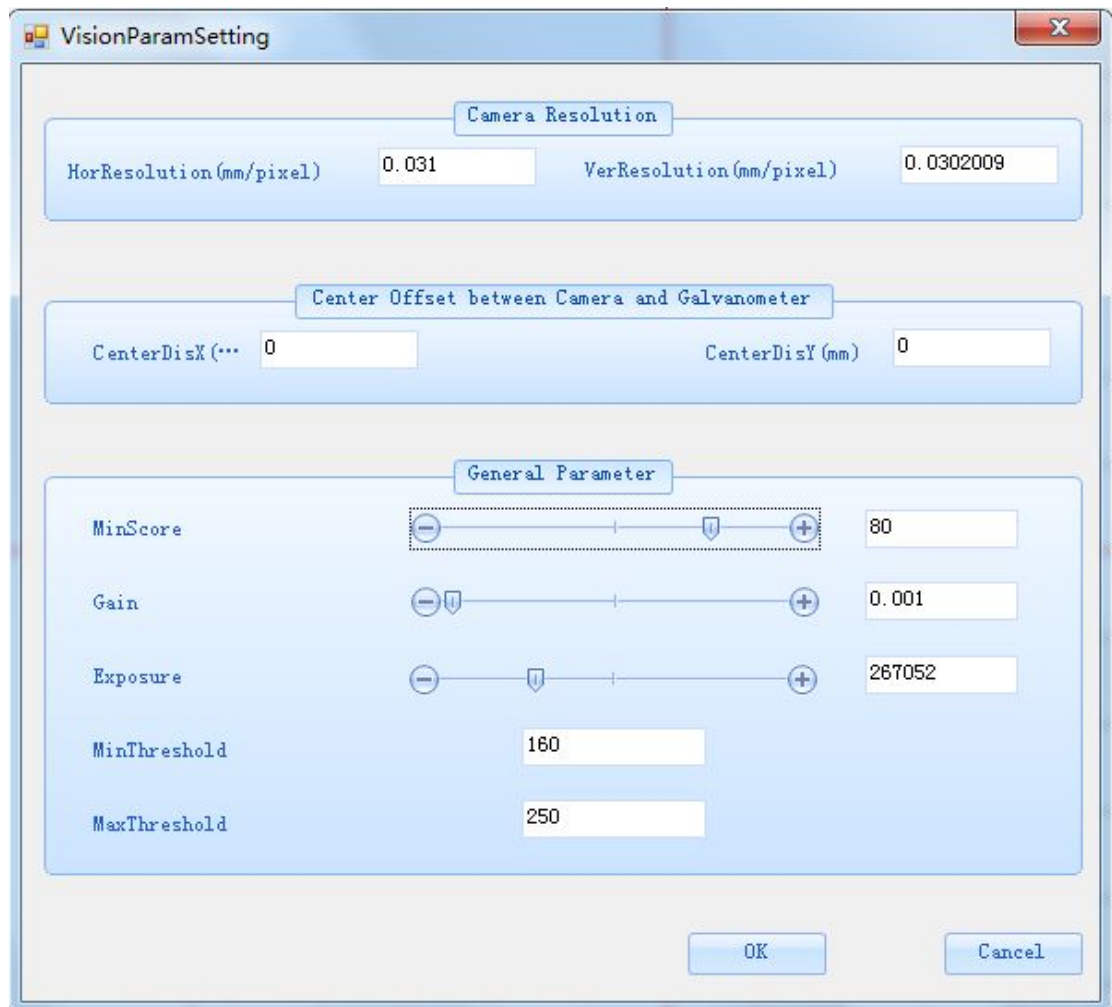 VisionParamSetting
Camera Resolution
HorResolution(mm/pixel) 0.031 VerResolution(mm/pixel) 0.0302009
Center Offset between Camera and Galvanometer
CenterDisX(… 0 CenterDisY(mm) 0
General Parameter
MinScore 80
Gain 0.001
Exposure 267052
MinThreshold 160
MaxThreshold 250
OK Cancel